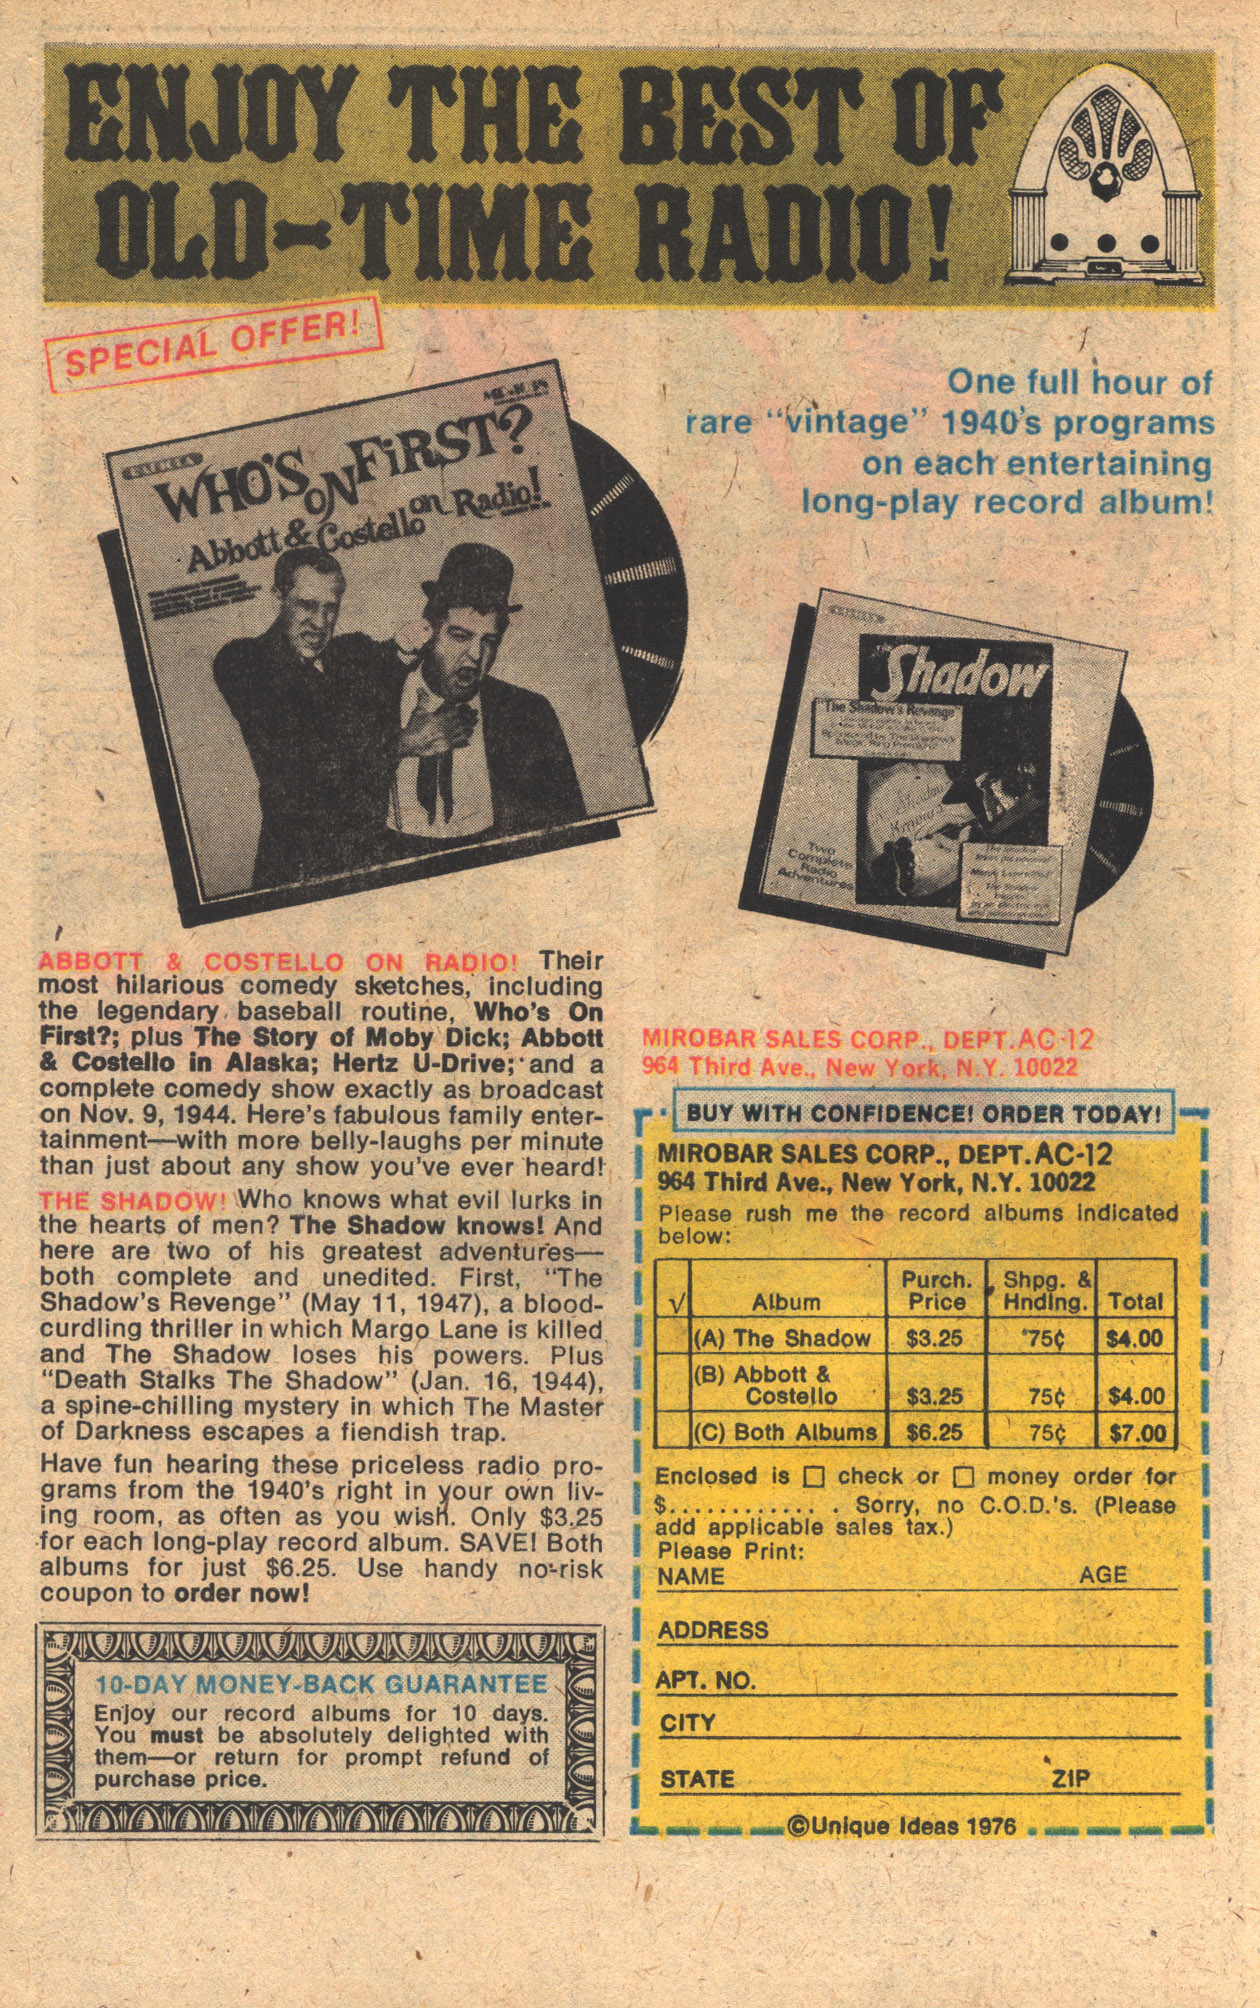 ENJOY THE BEST OF
OLD-TIME RADIO!
SPECIAL OFFER!
One full hour of
rare "vintage" 1940's programs
on each entertaining
long-play record album!
WHO'S ON FIRST?
Abbott & Costello on Radio!
The Shadow
The Shadow's Revenge
Two
Complete
Radio
Adventures
ABBOTT & COSTELLO ON RADIO! Their
most hilarious comedy sketches, including
the legendary baseball routine, Who's On
First?; plus The Story of Moby Dick; Abbott
& Costello in Alaska; Hertz U-Drive; and a
complete comedy show exactly as broadcast
on Nov. 9, 1944. Here's fabulous family enter-
tainment—with more belly-laughs per minute
than just about any show you've ever heard!
THE SHADOW! Who knows what evil lurks in
the hearts of men? The Shadow knows! And
here are two of his greatest adventures—
both complete and unedited. First, "The
Shadow's Revenge" (May 11, 1947), a blood-
curdling thriller in which Margo Lane is killed
and The Shadow loses his powers. Plus
"Death Stalks The Shadow" (Jan. 16, 1944),
a spine-chilling mystery in which The Master
of Darkness escapes a fiendish trap.
Have fun hearing these priceless radio pro-
grams from the 1940's right in your own liv-
ing room, as often as you wish. Only $3.25
for each long-play record album. SAVE! Both
albums for just $6.25. Use handy no-risk
coupon to order now!
10-DAY MONEY-BACK GUARANTEE
Enjoy our record albums for 10 days.
You must be absolutely delighted with
them—or return for prompt refund of
purchase price.
MIROBAR SALES CORP., DEPT. AC-12
964 Third Ave., New York, N.Y. 10022
BUY WITH CONFIDENCE! ORDER TODAY!
MIROBAR SALES CORP., DEPT. AC-12
964 Third Ave., New York, N.Y. 10022
Please rush me the record albums indicated
below:
√ Album Purch. Price Shpg. & Hndlng. Total
(A) The Shadow $3.25 75¢ $4.00
(B) Abbott & Costello $3.25 75¢ $4.00
(C) Both Albums $6.25 75¢ $7.00
Enclosed is □ check or □ money order for
$............. Sorry, no C.O.D.'s. (Please
add applicable sales tax.)
Please Print:
NAME AGE
ADDRESS
APT. NO.
CITY
STATE ZIP
©Unique Ideas 1976